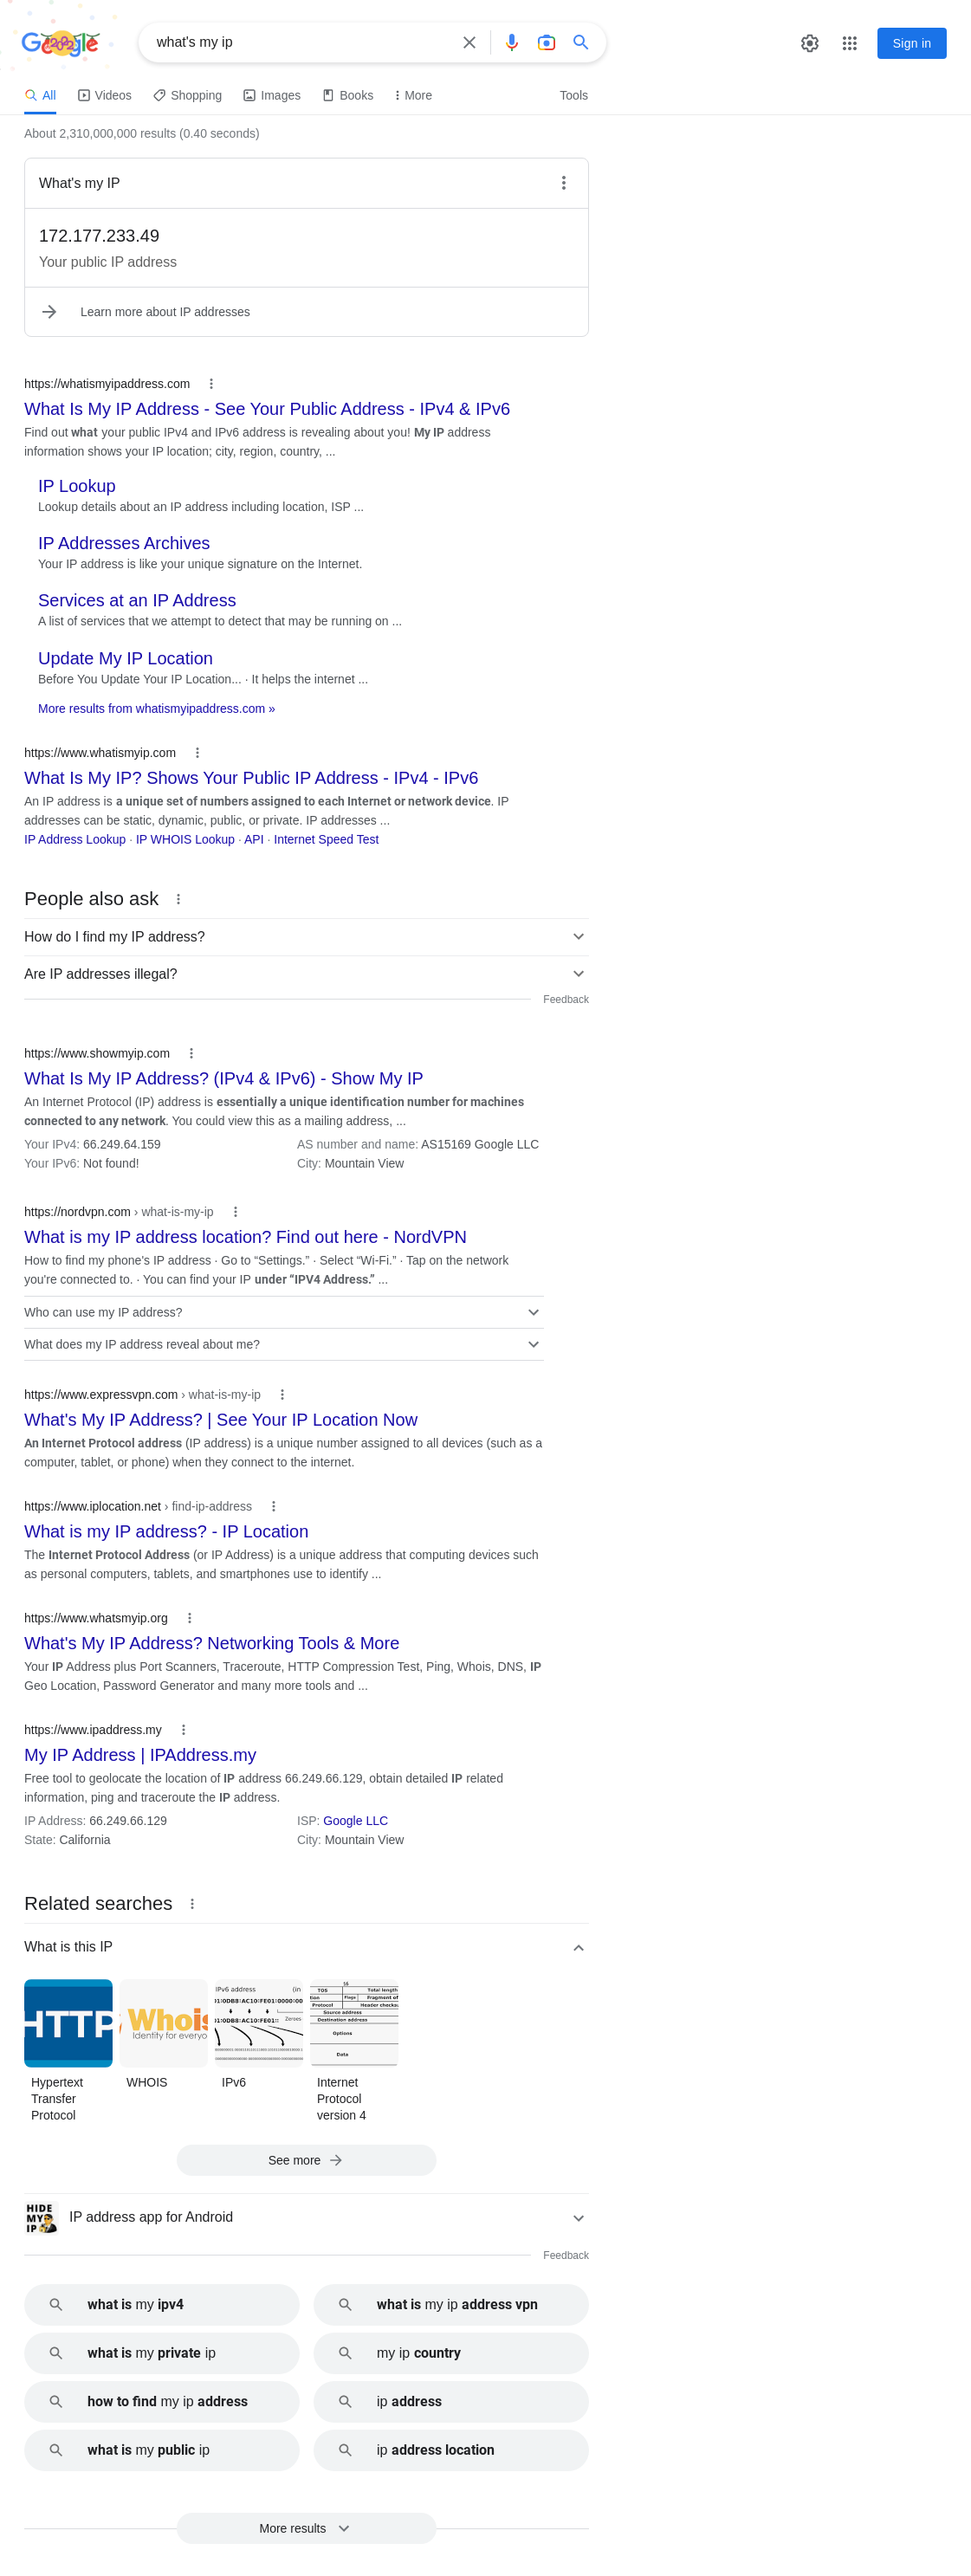 Google
2023
what's my ip
Sign in
All
Videos
Shopping
Images
Books
More
Tools
About 2,310,000,000 results (0.40 seconds)
What's my IP
172.177.233.49
Your public IP address
Learn more about IP addresses
https://whatismyipaddress.com
What Is My IP Address - See Your Public Address - IPv4 & IPv6
Find out what your public IPv4 and IPv6 address is revealing about you! My IP address
information shows your IP location; city, region, country, ...
IP Lookup
Lookup details about an IP address including location, ISP ...
IP Addresses Archives
Your IP address is like your unique signature on the Internet.
Services at an IP Address
A list of services that we attempt to detect that may be running on ...
Update My IP Location
Before You Update Your IP Location... · It helps the internet ...
More results from whatismyipaddress.com »
https://www.whatismyip.com
What Is My IP? Shows Your Public IP Address - IPv4 - IPv6
An IP address is a unique set of numbers assigned to each Internet or network device. IP
addresses can be static, dynamic, public, or private. IP addresses ...
IP Address Lookup · IP WHOIS Lookup · API · Internet Speed Test
People also ask
How do I find my IP address?
Are IP addresses illegal?
Feedback
https://www.showmyip.com
What Is My IP Address? (IPv4 & IPv6) - Show My IP
An Internet Protocol (IP) address is essentially a unique identification number for machines
connected to any network. You could view this as a mailing address, ...
Your IPv4: 66.249.64.159
AS number and name: AS15169 Google LLC
Your IPv6: Not found!
City: Mountain View
https://nordvpn.com › what-is-my-ip
What is my IP address location? Find out here - NordVPN
How to find my phone's IP address · Go to “Settings.” · Select “Wi-Fi.” · Tap on the network
you're connected to. · You can find your IP under “IPV4 Address.” ...
Who can use my IP address?
What does my IP address reveal about me?
https://www.expressvpn.com › what-is-my-ip
What's My IP Address? | See Your IP Location Now
An Internet Protocol address (IP address) is a unique number assigned to all devices (such as a
computer, tablet, or phone) when they connect to the internet.
https://www.iplocation.net › find-ip-address
What is my IP address? - IP Location
The Internet Protocol Address (or IP Address) is a unique address that computing devices such
as personal computers, tablets, and smartphones use to identify ...
https://www.whatsmyip.org
What's My IP Address? Networking Tools & More
Your IP Address plus Port Scanners, Traceroute, HTTP Compression Test, Ping, Whois, DNS, IP
Geo Location, Password Generator and many more tools and ...
https://www.ipaddress.my
My IP Address | IPAddress.my
Free tool to geolocate the location of IP address 66.249.66.129, obtain detailed IP related
information, ping and traceroute the IP address.
IP Address: 66.249.66.129
ISP: Google LLC
State: California
City: Mountain View
Related searches
What is this IP
HTTP
Whois
Identity for everyo
IPv6 address (in
Zeroes
TOS Total length
Flags Fragment of
Protocol Header checks
Source address
Destination address
Options
Data
Hypertext
Transfer
Protocol
WHOIS
IPv6
Internet
Protocol
version 4
See more
HIDE
MY
IP
IP address app for Android
Feedback
what is my ipv4
what is my ip address vpn
what is my private ip
my ip country
how to find my ip address
ip address
what is my public ip
ip address location
More results